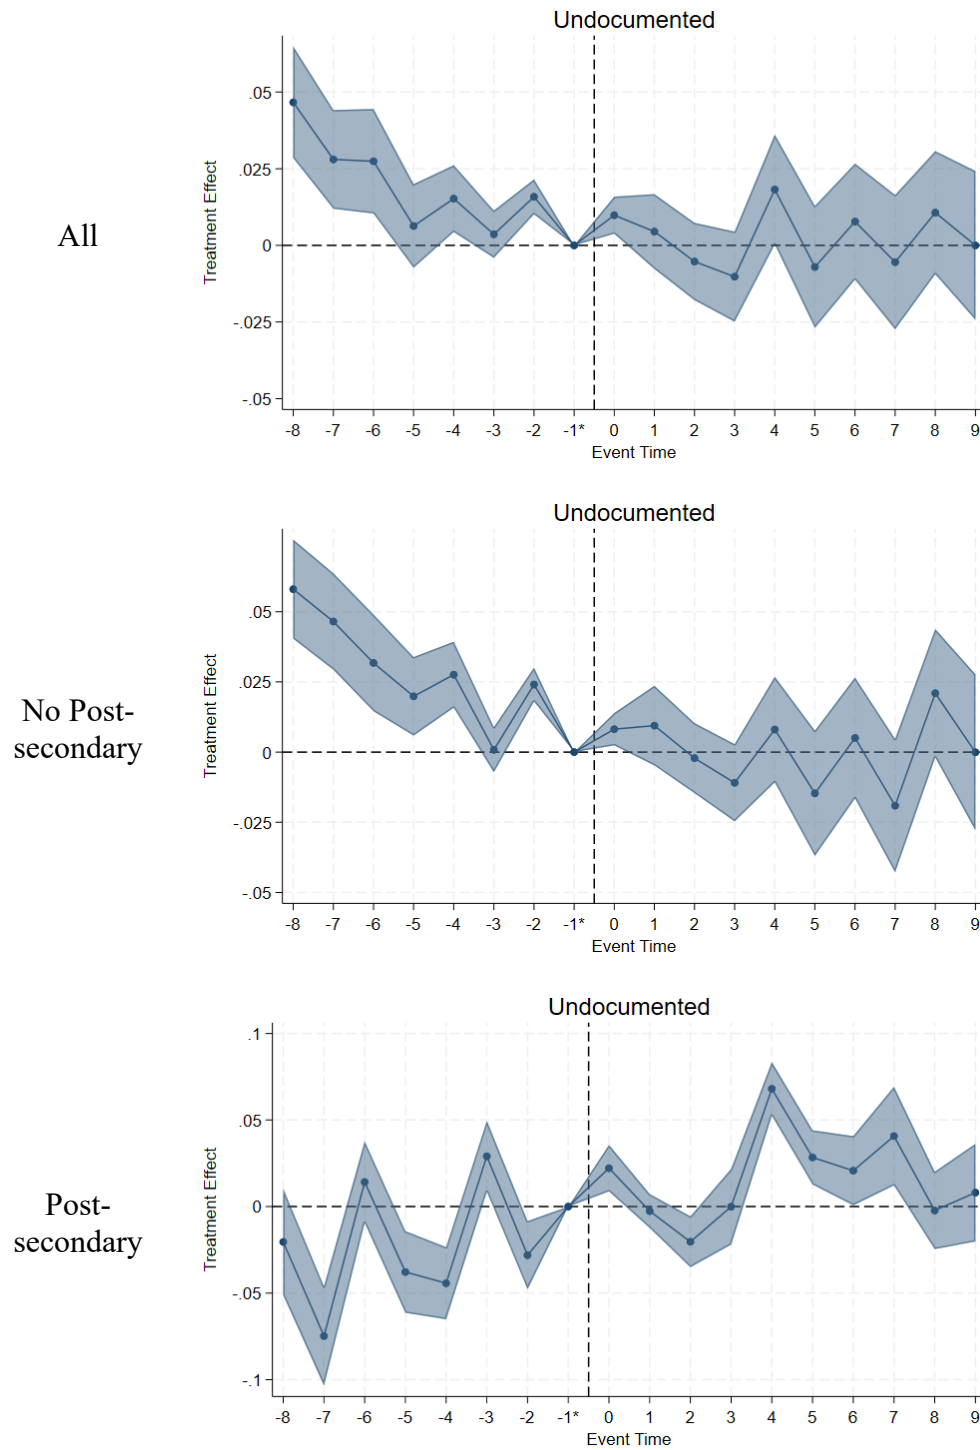 Undocumented
All
Treatment Effect
.05
.025
0
-.025
-.05
-8 -7 -6 -5 -4 -3 -2 -1* 0 1 2 3 4 5 6 7 8 9
Event Time
Undocumented
No Post-
secondary
Treatment Effect
.05
.025
0
-.025
-.05
-8 -7 -6 -5 -4 -3 -2 -1* 0 1 2 3 4 5 6 7 8 9
Event Time
Undocumented
Post-
secondary
Treatment Effect
.1
.05
0
-.05
-.1
-8 -7 -6 -5 -4 -3 -2 -1* 0 1 2 3 4 5 6 7 8 9
Event Time